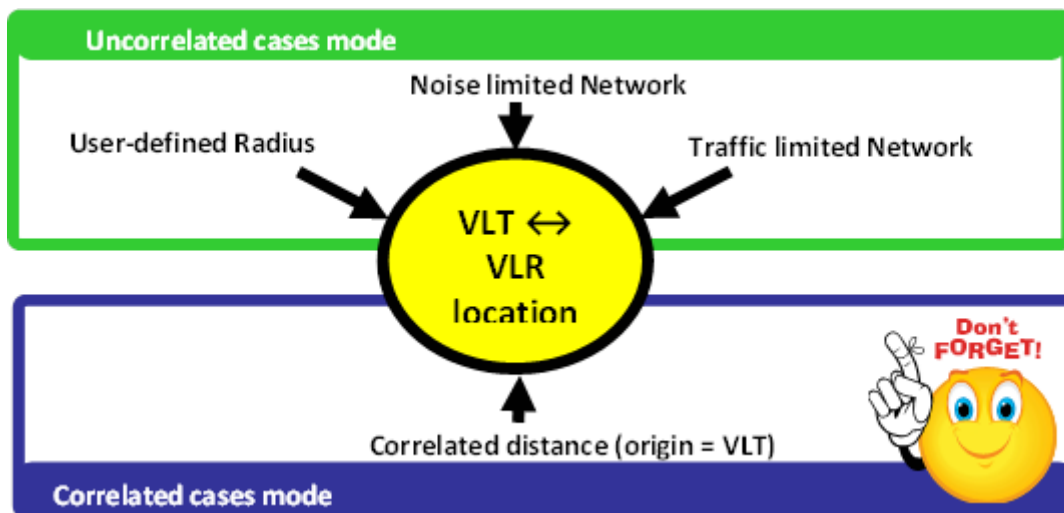 Uncorrelated cases mode
Noise limited Network
User-defined Radius
Traffic limited Network
VLT ↔
VLR
location
Don't
FORGET!
Correlated distance (origin = VLT)
Correlated cases mode